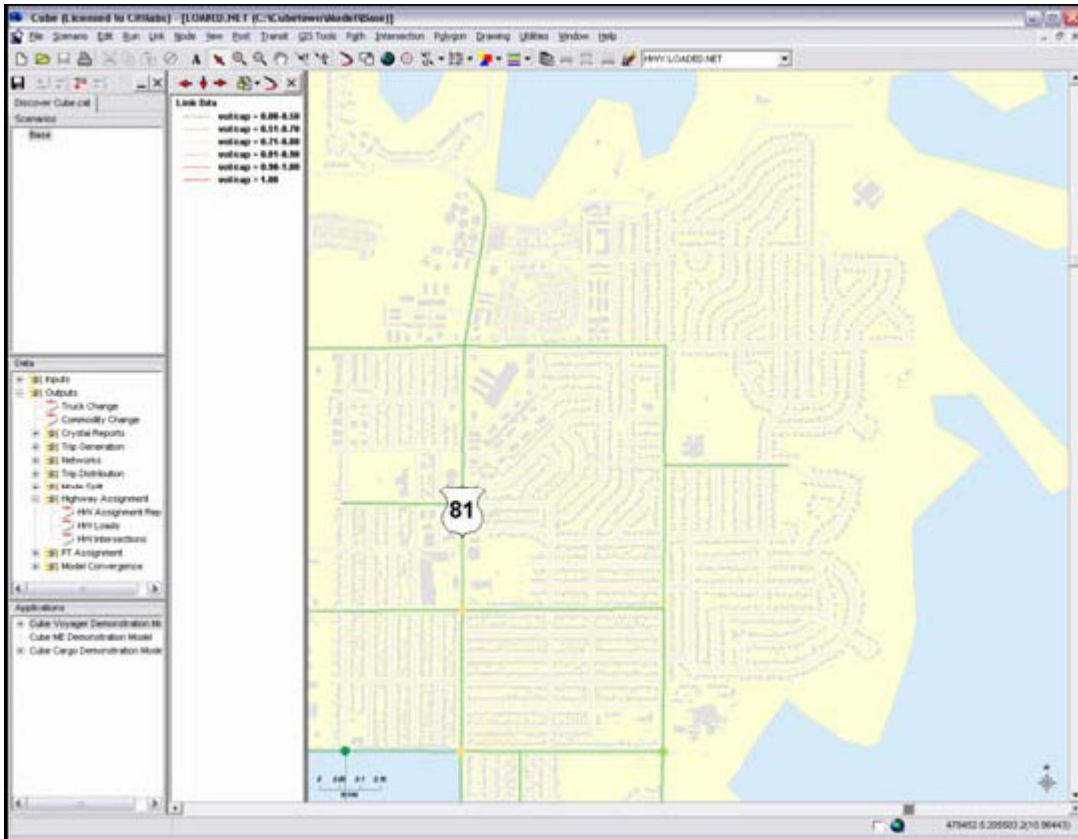 Cube (Licensed to Citilabs) - [LOADED.NET (C:\Cubetown\Model\Base)]
File Scenario Edit Run Link Node View Post Transit GIS Tools Path Intersection Polygon Drawing Utilities Window Help
HWY LOADED.NET
Discover Cube.cat
Scenarios
Base
Link Data
vol/cap = 0.00-0.50
vol/cap = 0.51-0.70
vol/cap = 0.71-0.80
vol/cap = 0.81-0.90
vol/cap = 0.90-1.00
vol/cap > 1.00
Data
Inputs
Outputs
Truck Change
Commodity Change
Crystal Reports
Trip Generation
Networks
Trip Distribution
Mode Split
Highway Assignment
HWY Assignment Rep
HWY Loads
HWY Intersections
PT Assignment
Model Convergence
Applications
Cube Voyager Demonstration M
Cube ME Demonstration Model
Cube Cargo Demonstration Mode
81
0